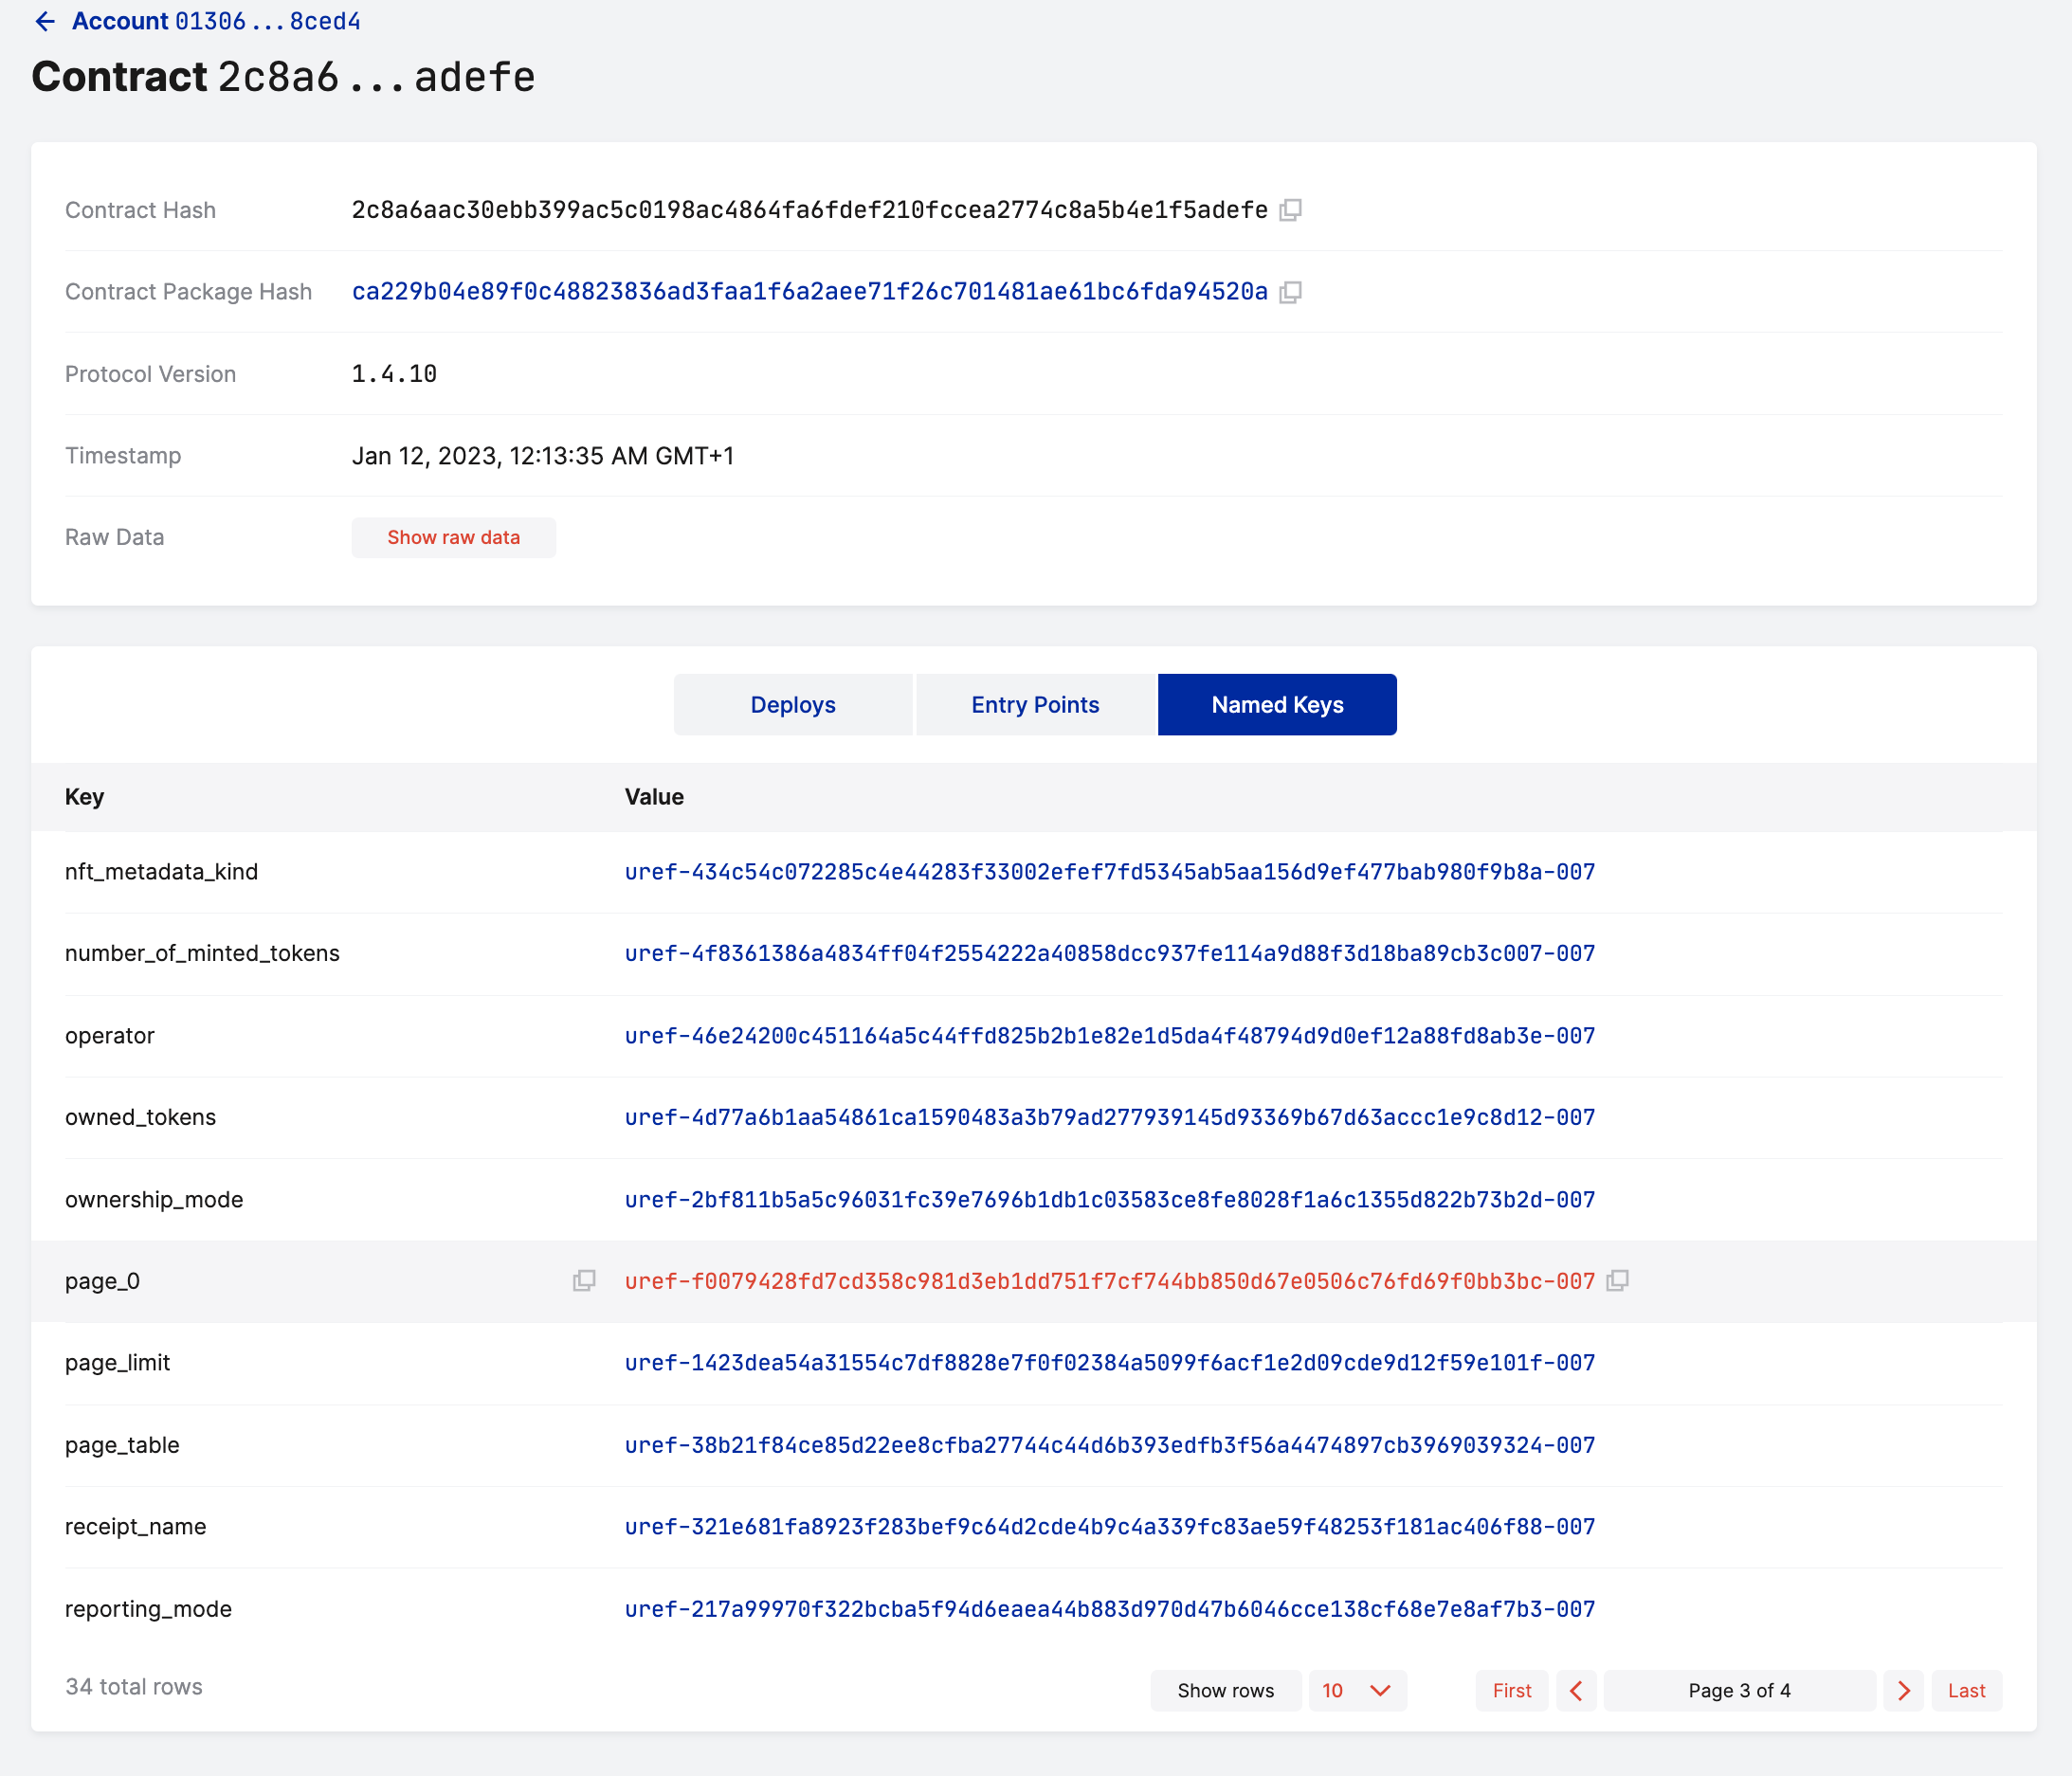 Account 01306...8ced4
Contract 2c8a6...adefe
Contract Hash 2c8a6aac30ebb399ac5c0198ac4864fa6fdef210fccea2774c8a5b4e1f5adefe
Contract Package Hash ca229b04e89f0c48823836ad3faa1f6a2aee71f26c701481ae61bc6fda94520a
Protocol Version 1.4.10
Timestamp Jan 12, 2023, 12:13:35 AM GMT+1
Raw Data Show raw data
Deploys Entry Points Named Keys
Key Value
nft_metadata_kind uref-434c54c072285c4e44283f33002efef7fd5345ab5aa156d9ef477bab980f9b8a-007
number_of_minted_tokens uref-4f8361386a4834ff04f2554222a40858dcc937fe114a9d88f3d18ba89cb3c007-007
operator uref-46e24200c451164a5c44ffd825b2b1e82e1d5da4f48794d9d0ef12a88fd8ab3e-007
owned_tokens uref-4d77a6b1aa54861ca1590483a3b79ad277939145d93369b67d63accc1e9c8d12-007
ownership_mode uref-2bf811b5a5c96031fc39e7696b1db1c03583ce8fe8028f1a6c1355d822b73b2d-007
page_0 uref-f0079428fd7cd358c981d3eb1dd751f7cf744bb850d67e0506c76fd69f0bb3bc-007
page_limit uref-1423dea54a31554c7df8828e7f0f02384a5099f6acf1e2d09cde9d12f59e101f-007
page_table uref-38b21f84ce85d22ee8cfba27744c44d6b393edfb3f56a4474897cb3969039324-007
receipt_name uref-321e681fa8923f283bef9c64d2cde4b9c4a339fc83ae59f48253f181ac406f88-007
reporting_mode uref-217a99970f322bcba5f94d6eaea44b883d970d47b6046cce138cf68e7e8af7b3-007
34 total rows Show rows 10 First Page 3 of 4 Last